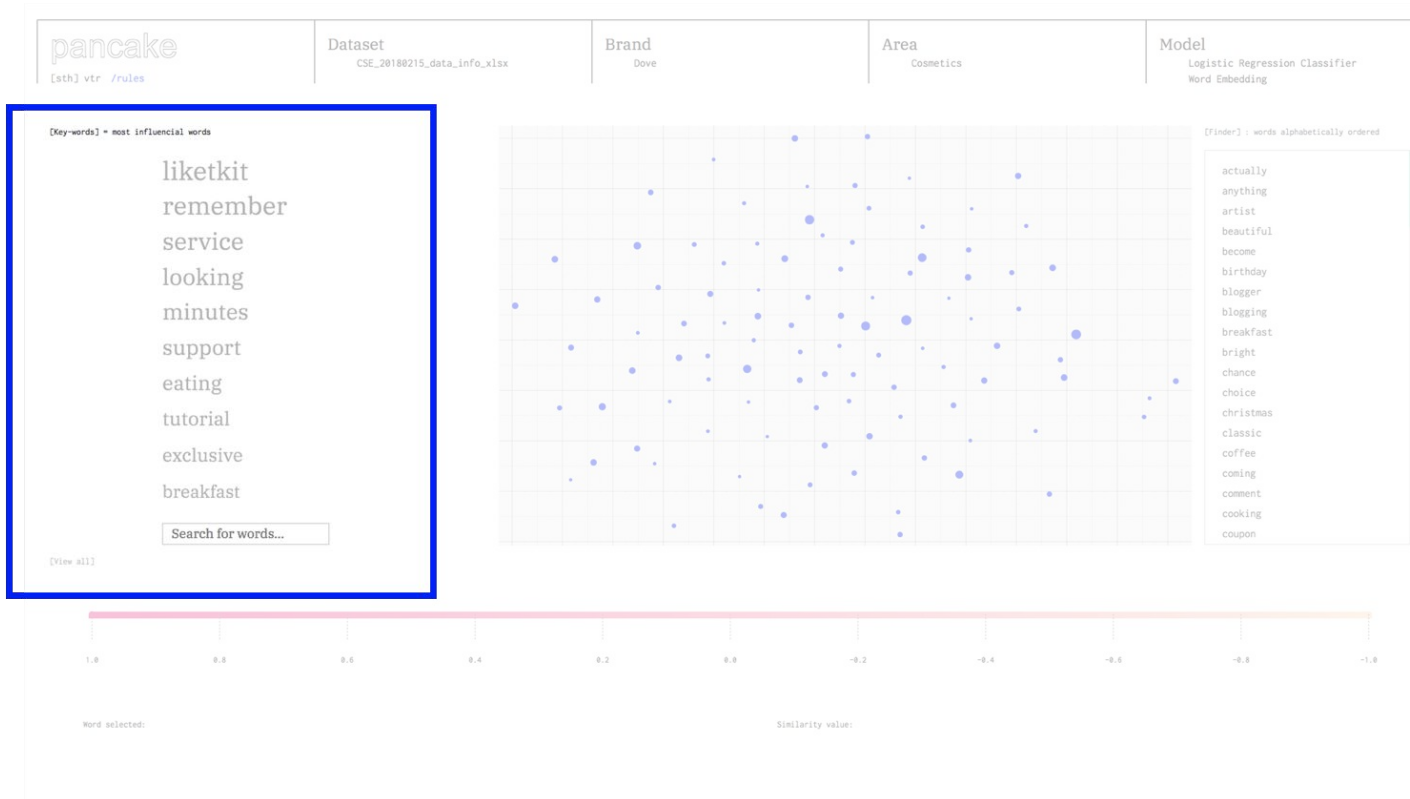 pancake
[sth] vtr /rules
Dataset
CSE_20180215_data_info_xlsx
Brand
Dove
Area
Cosmetics
Model
Logistic Regression Classifier
Word Embedding
[Key-words] = most influencial words
liketkit
remember
service
looking
minutes
support
eating
tutorial
exclusive
breakfast
Search for words...
[View all]
[Finder] : words alphabetically ordered
actually
anything
artist
beautiful
become
birthday
blogger
blogging
breakfast
bright
chance
choice
christmas
classic
coffee
coming
comment
cooking
coupon
1.0 0.8 0.6 0.4 0.2 0.0 -0.2 -0.4 -0.6 -0.8 -1.0
Word selected:
Similarity value: